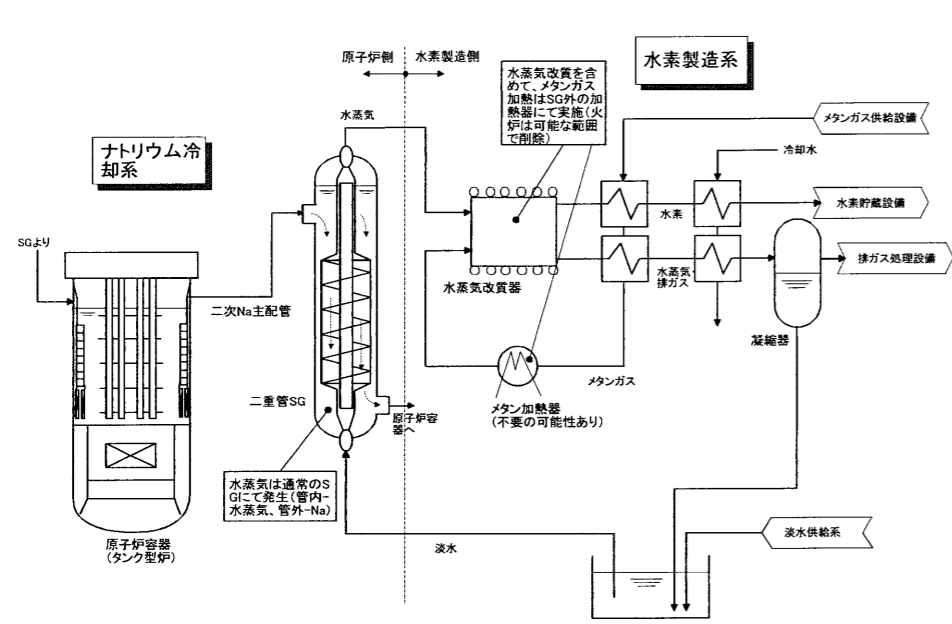 原子炉側
水素製造側
水素製造系
水蒸気改質を含
めて、メタンガス
加熱はSG外の加
熱器にて実施(火
炉は可能な範囲
で削除)
水蒸気
メタンガス供給設備
ナトリウム冷
却系
冷却水
水素貯蔵設備
水素
SGより
排ガス処理設備
水蒸気・
排ガス
水蒸気改質器
二次Na主配管
凝縮器
メタンガス
二重管SG
メタン加熱器
(不要の可能性あり)
原子炉容
器へ
水蒸気は通常のS
Gにて発生(管内-
水蒸気、管外-Na)
淡水供給系
原子炉容器
(タンク型炉)
淡水